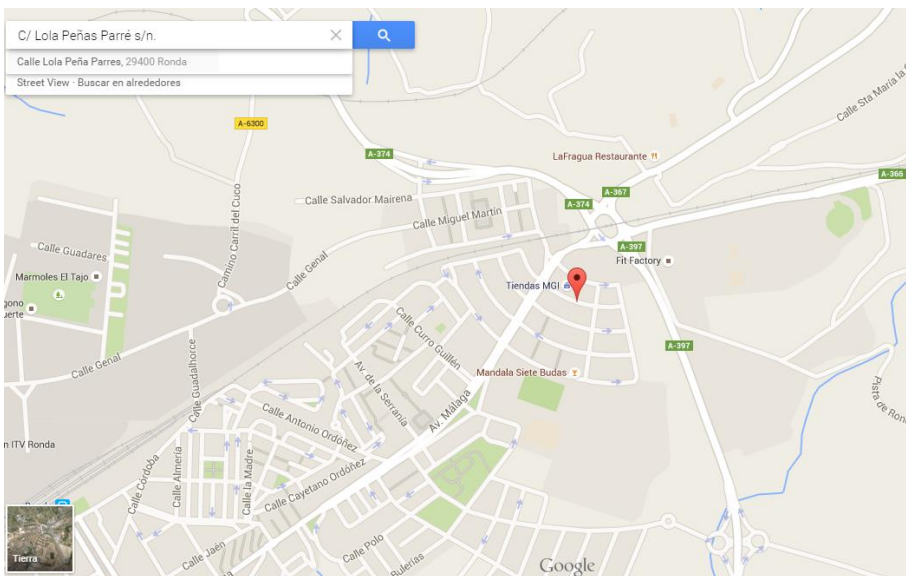 C/ Lola Peñas Parré s/n.
Calle Lola Peña Parres, 29400 Ronda
Street View · Buscar en alrededores
Calle Sta María la
A-6300
A-374
LaFragua Restaurante
A-366
A-367
Calle Salvador Mairena
A-374
Calle Miguel Martín
Camino Carril del Cuco
Calle Guadares
A-397
Calle Genal
Fit Factory
Marmoles El Tajo
Tiendas MGI
gono
uerte
Calle Curro Guillén
A-397
Calle Genal
Calle Guadalhorce
Mandala Siete Budas
Av. de la Serranía
Pista de Ron
Av. Málaga
Calle Antonio Ordóñez
n ITV Ronda
Calle Córdoba
Calle Almería
Calle la Madre
Calle Cayetano Ordóñez
Calle Jaén
Calle Polo
Bulerías
Tierra
Google